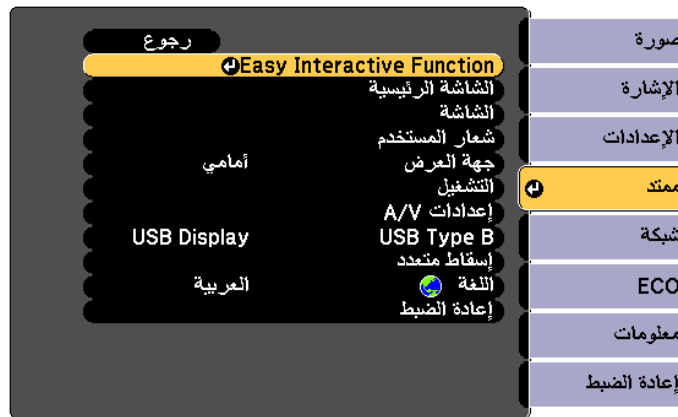 رجوع
Easy Interactive Function
الشاشة الرئيسية
الشاشة
شعار المستخدم
جهة العرض أمامي
التشغيل
إعدادات A/V
USB Type B USB Display
إسقاط متعدد
اللغة العربية
إعادة الضبط
صورة
الإشارة
الإعدادات
ممتد
شبكة
ECO
معلومات
إعادة الضبط